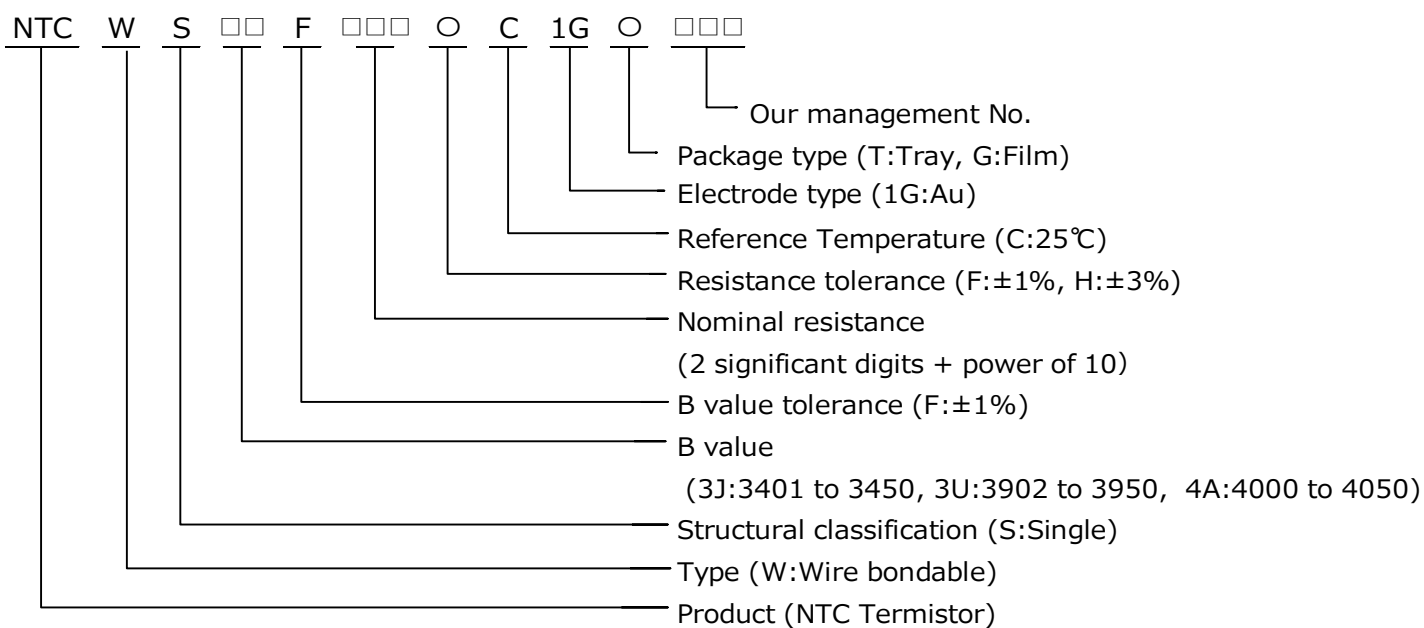 NTC W S □□ F □□□ ○ C 1G ○ □□□
Our management No.
Package type (T:Tray, G:Film)
Electrode type (1G:Au)
Reference Temperature (C:25℃)
Resistance tolerance (F:±1%, H:±3%)
Nominal resistance
(2 significant digits + power of 10)
B value tolerance (F:±1%)
B value
(3J:3401 to 3450, 3U:3902 to 3950, 4A:4000 to 4050)
Structural classification (S:Single)
Type (W:Wire bondable)
Product (NTC Termistor)